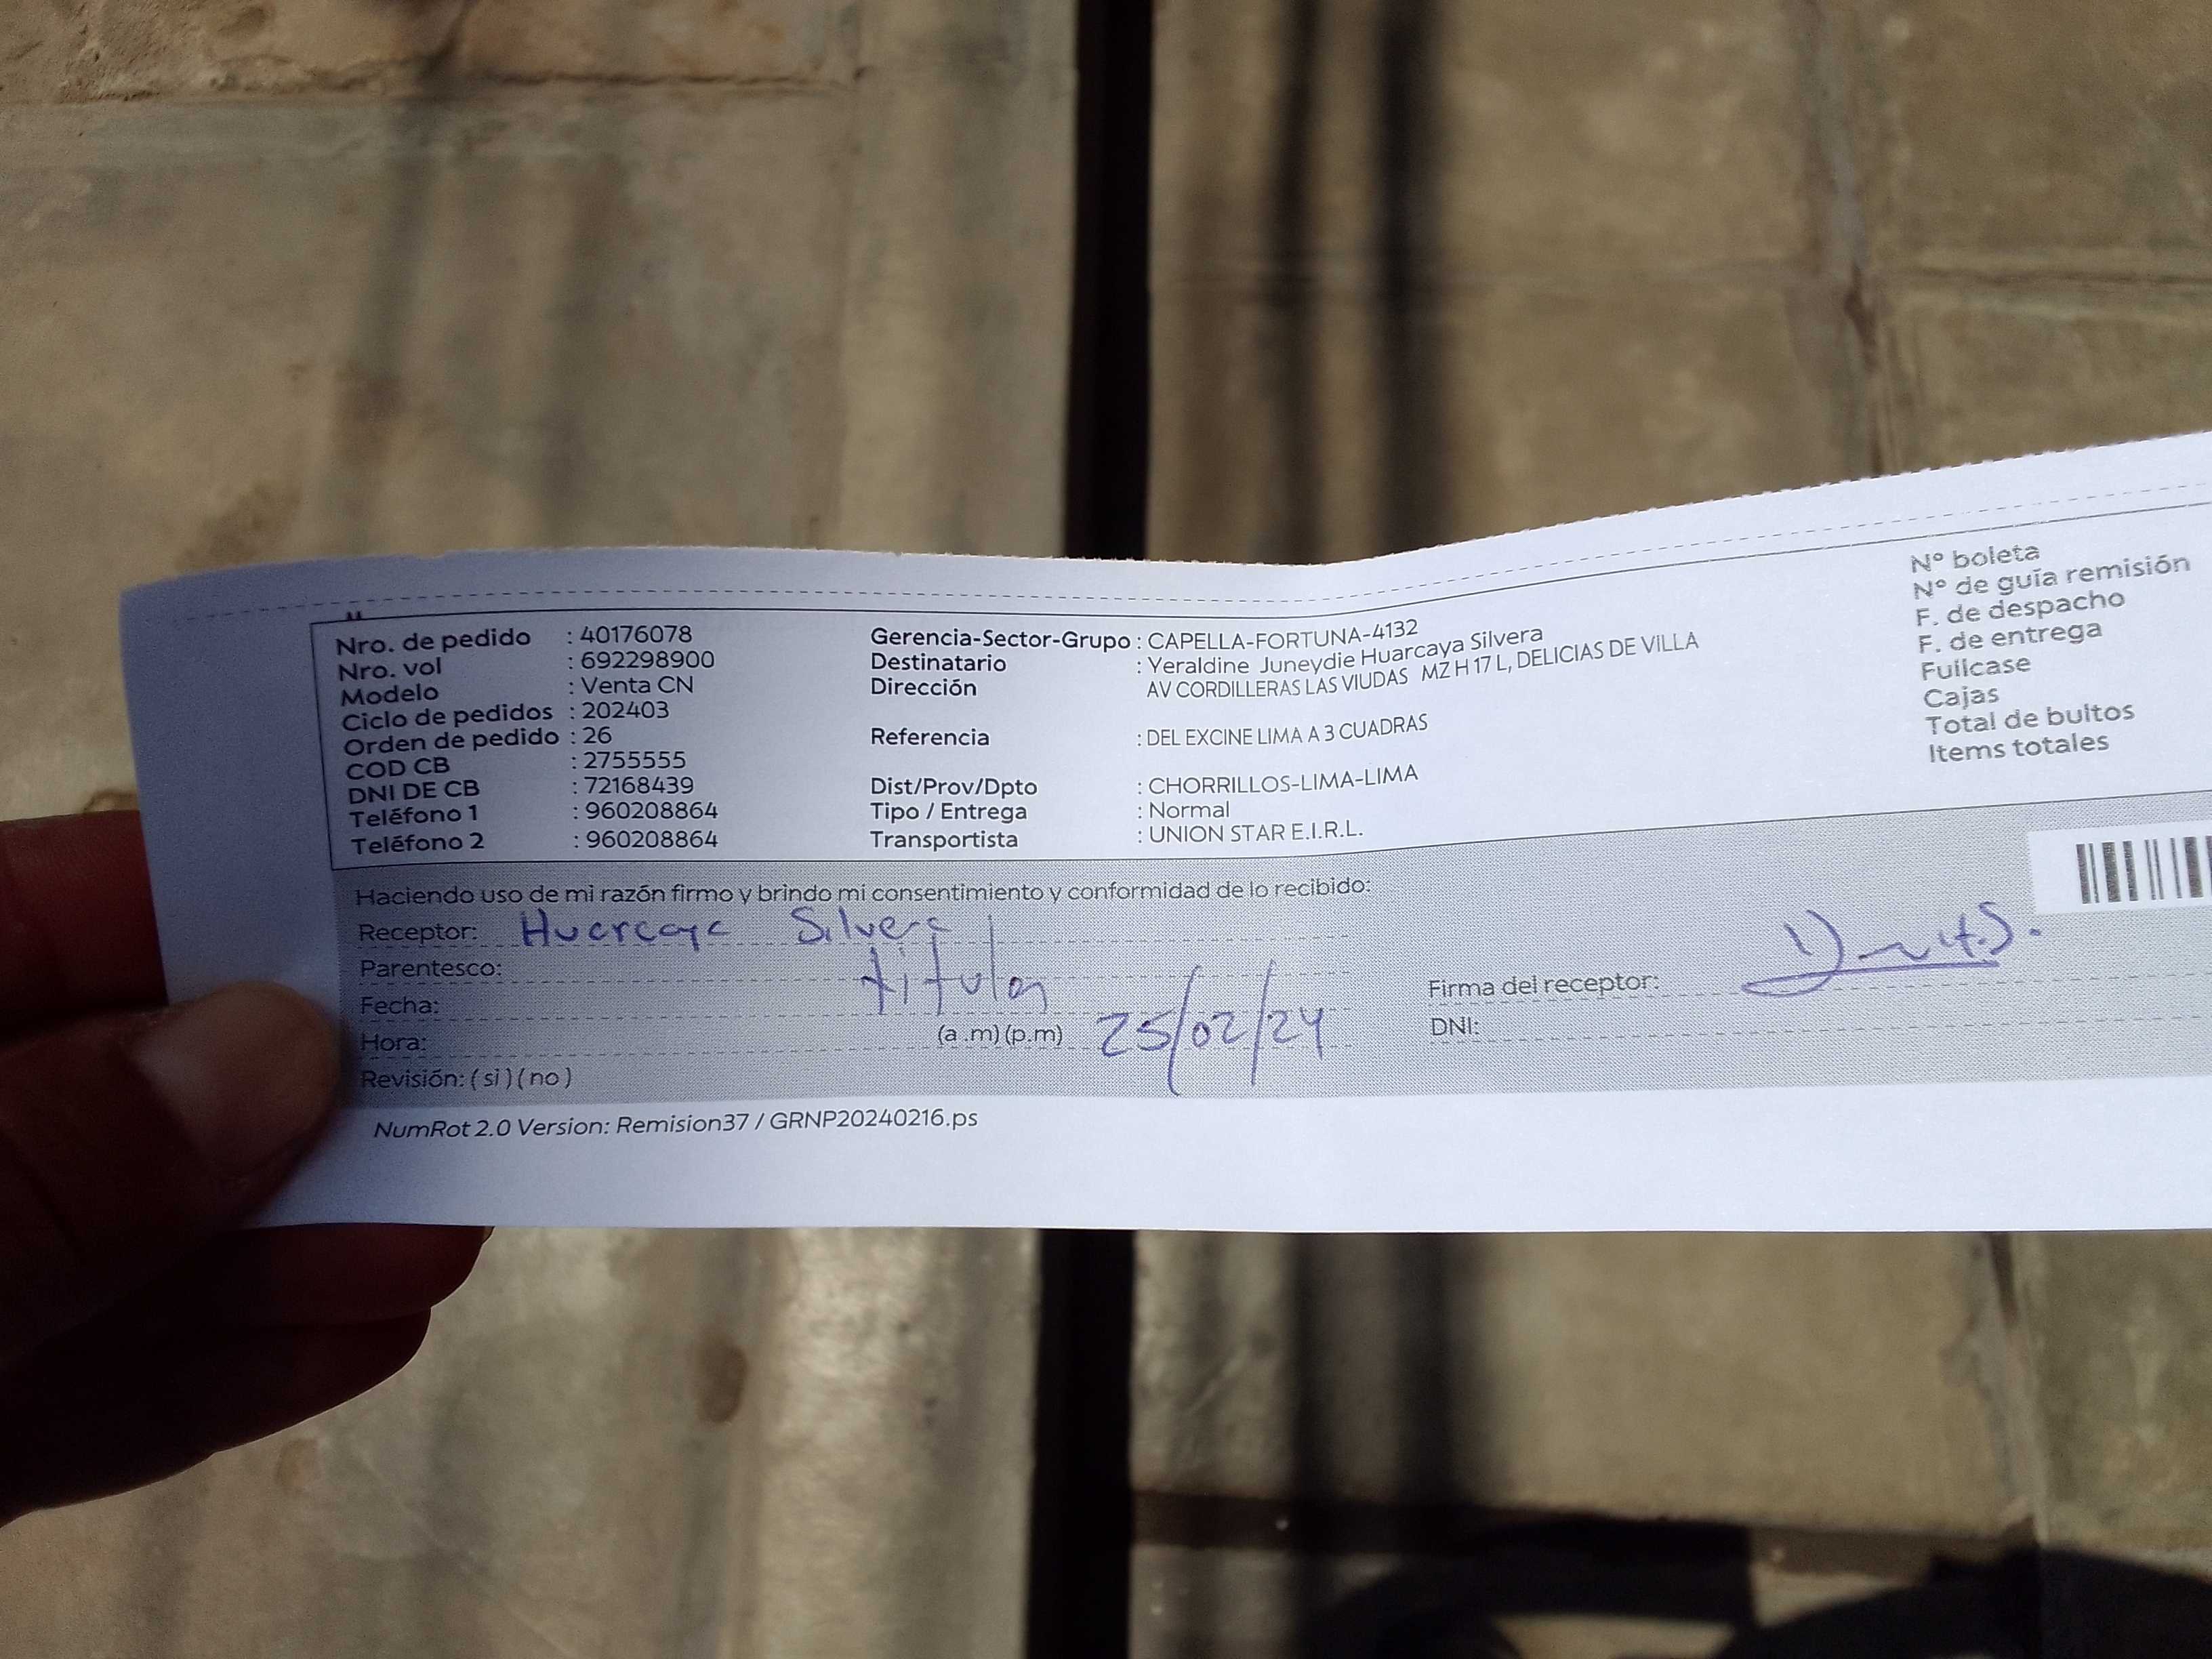 Nro. de pedido : 40176078
Nro. vol : 692298900
Modelo : Venta CN
Ciclo de pedidos : 202403
Orden de pedido : 26
COD CB : 2755555
DNI DE CB : 72168439
Teléfono 1 : 960208864
Teléfono 2 : 960208864
Gerencia-Sector-Grupo : CAPELLA-FORTUNA-4132
Destinatario : Yeraldine Juneydie Huarcaya Silvera
Dirección AV CORDILLERAS LAS VIUDAS MZ H 17 L, DELICIAS DE VILLA
Referencia : DEL EXCINE LIMA A 3 CUADRAS
Dist/Prov/Dpto : CHORRILLOS-LIMA-LIMA
Tipo / Entrega : Normal
Transportista : UNION STAR E.I.R.L.
N° boleta
N° de guía remisión
F. de despacho
F. de entrega
Fullcase
Cajas
Total de bultos
Items totales
Haciendo uso de mi razón firmo y brindo mi consentimiento y conformidad de lo recibido:
Receptor: Huarcaya Silvera
Parentesco: titular
Fecha:
Hora: (a .m) (p.m) 25/02/24
Revisión: ( si ) ( no )
Firma del receptor:
DNI:
NumRot 2.0 Version: Remision37 / GRNP20240216.ps